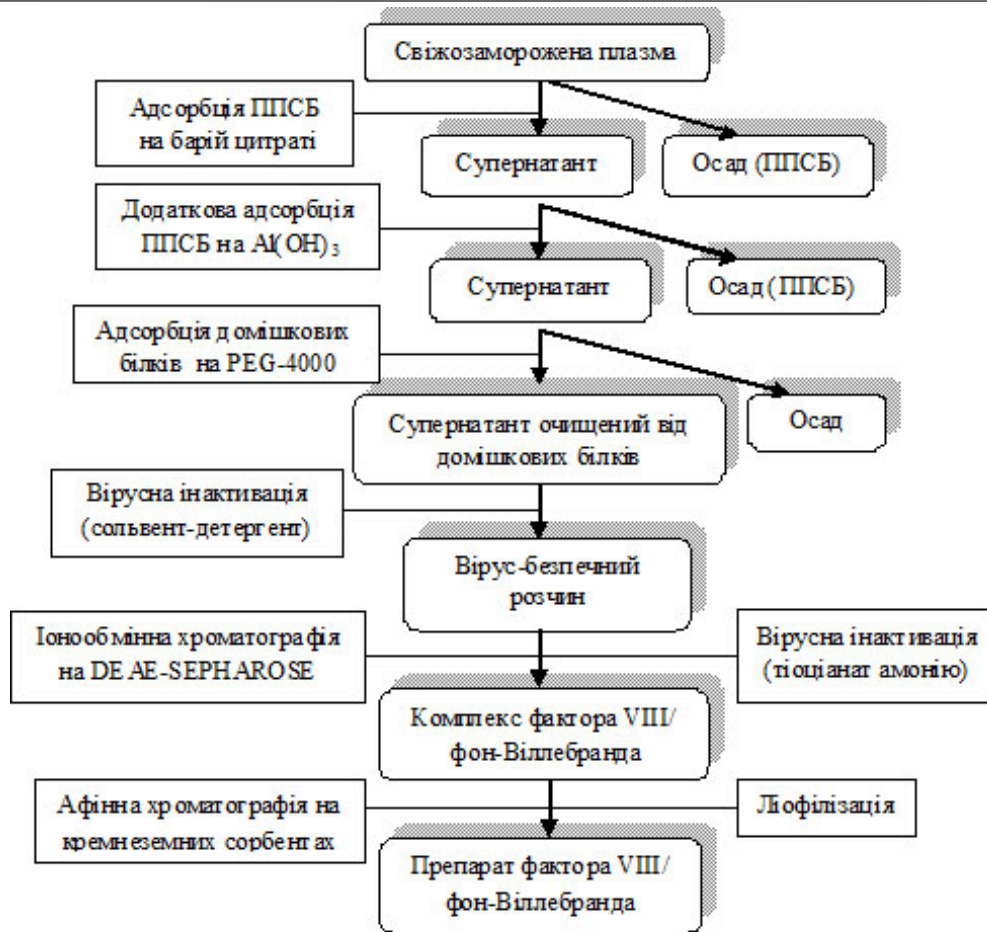 Свіжозаморожена плазма
Адсорбція ППСБ
на барій цитраті
Супернатант
Осад (ППСБ)
Додаткова адсорбція
ППСБ на Al(OH)3
Супернатант
Осад (ППСБ)
Адсорбція домішкових
білків на PEG-4000
Супернатант очищений від
домішкових білків
Осад
Вірусна інактивація
(сольвент-детергент)
Вірус-безпечний
розчин
Іонообмінна хроматографія
на DEAE-SEPHAROSE
Вірусна інактивація
(тіоціанат амонію)
Комплекс фактора VIII/
фон-Віллебранда
Афінна хроматографія на
кремнеземних сорбентах
Ліофілізація
Препарат фактора VIII/
фон-Віллебранда